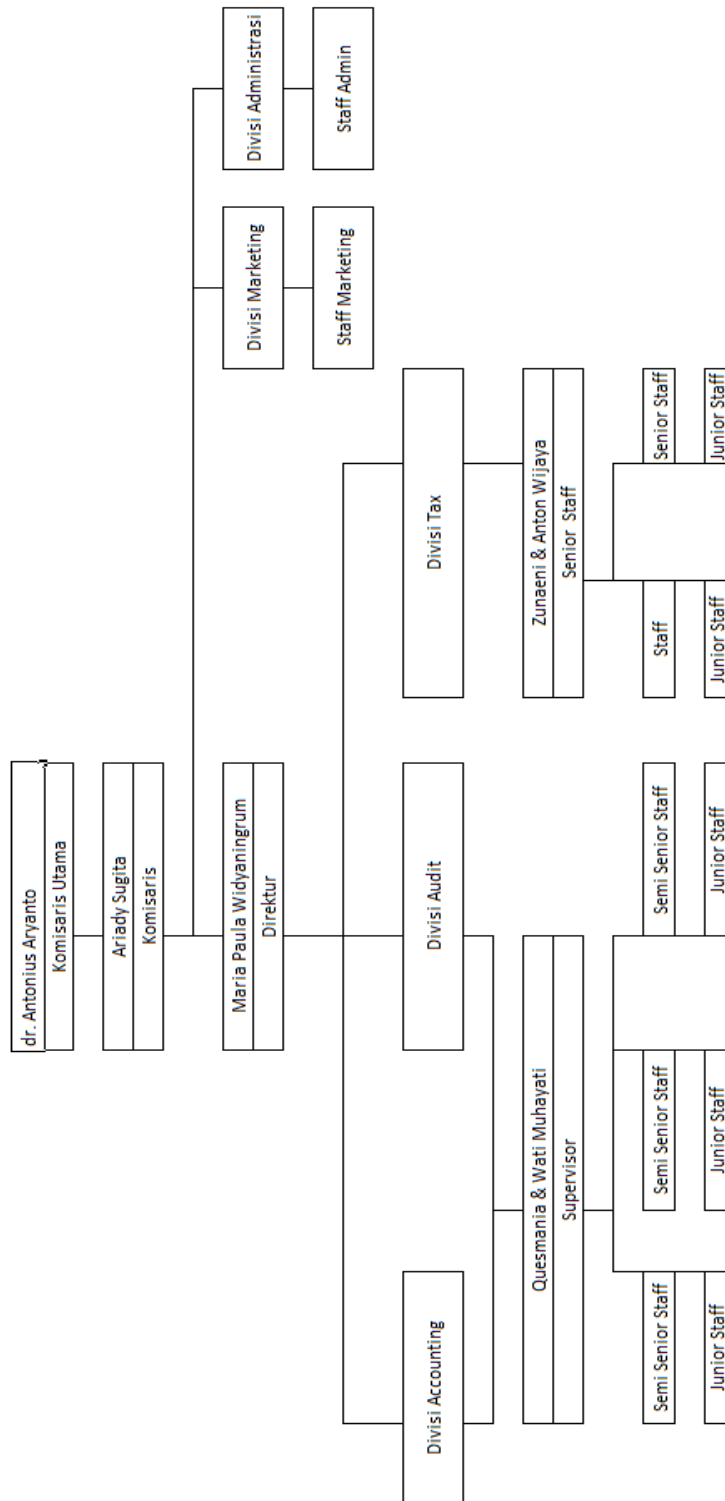 dr. Antonius Aryanto
Komisaris Utama
Ariady Sugita
Komisaris
Maria Paula Widyaningrum
Direktur
Divisi Marketing
Divisi Administrasi
Staff Marketing
Staff Admin
Divisi Accounting
Divisi Audit
Divisi Tax
Quesmania & Wati Muhayati
Supervisor
Zunaeni & Anton Wijaya
Senior Staff
Semi Senior Staff
Semi Senior Staff
Semi Senior Staff
Staff
Senior Staff
Junior Staff
Junior Staff
Junior Staff
Junior Staff
Junior Staff